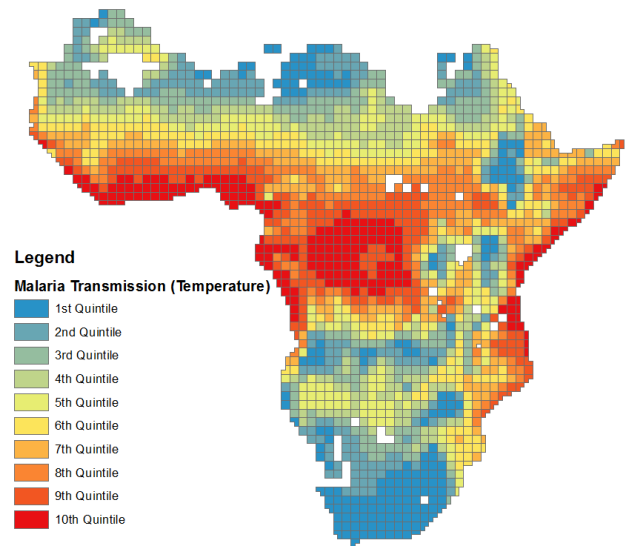 Legend
Malaria Transmission (Temperature)
1st Quintile
2nd Quintile
3rd Quintile
4th Quintile
5th Quintile
6th Quintile
7th Quintile
8th Quintile
9th Quintile
10th Quintile